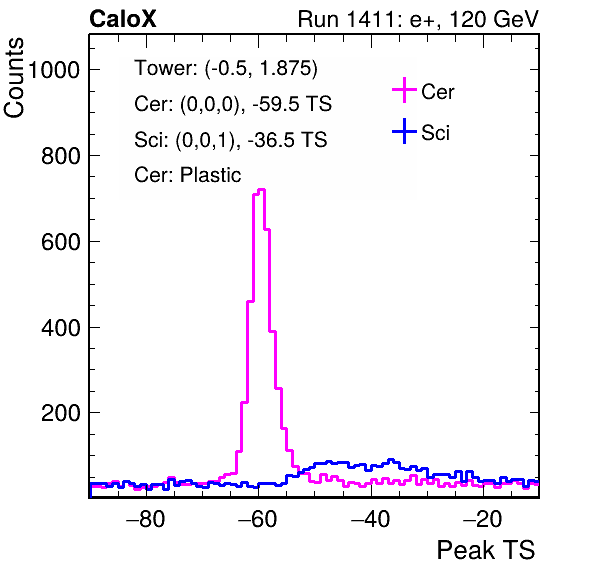 CaloX Run 1411: e+, 120 GeV
Counts
Tower: (-0.5, 1.875)
Cer: (0,0,0), -59.5 TS
Sci: (0,0,1), -36.5 TS
Cer: Plastic
Cer
Sci
1000
800
600
400
200
−80 −60 −40 −20
Peak TS